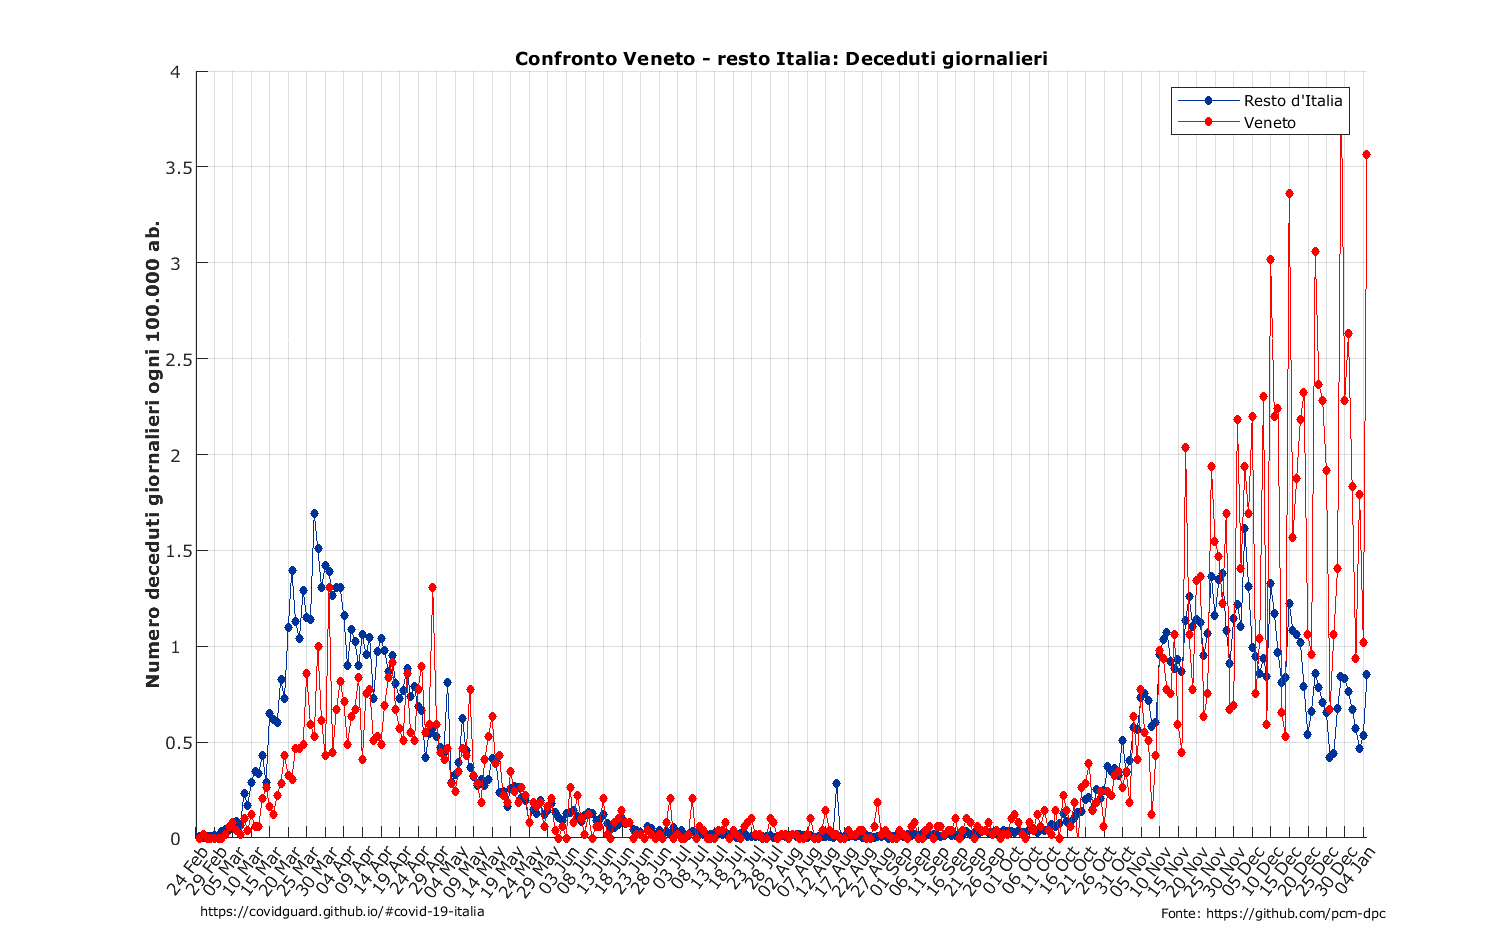 Confronto Veneto - resto Italia: Deceduti giornalieri
Resto d'Italia
Veneto
Numero deceduti giornalieri ogni 100.000 ab.
4
3.5
3
2.5
2
1.5
1
0.5
0
24 Feb
29 Feb
05 Mar
10 Mar
15 Mar
20 Mar
25 Mar
30 Mar
04 Apr
09 Apr
14 Apr
19 Apr
24 Apr
29 Apr
04 May
09 May
14 May
19 May
24 May
29 May
03 Jun
08 Jun
13 Jun
18 Jun
23 Jun
28 Jun
03 Jul
08 Jul
13 Jul
18 Jul
23 Jul
28 Jul
02 Aug
07 Aug
12 Aug
17 Aug
22 Aug
27 Aug
01 Sep
06 Sep
11 Sep
16 Sep
21 Sep
26 Sep
01 Oct
06 Oct
11 Oct
16 Oct
21 Oct
26 Oct
31 Oct
05 Nov
10 Nov
15 Nov
20 Nov
25 Nov
30 Nov
05 Dec
10 Dec
15 Dec
20 Dec
25 Dec
30 Dec
04 Jan
https://covidguard.github.io/#covid-19-italia
Fonte: https://github.com/pcm-dpc